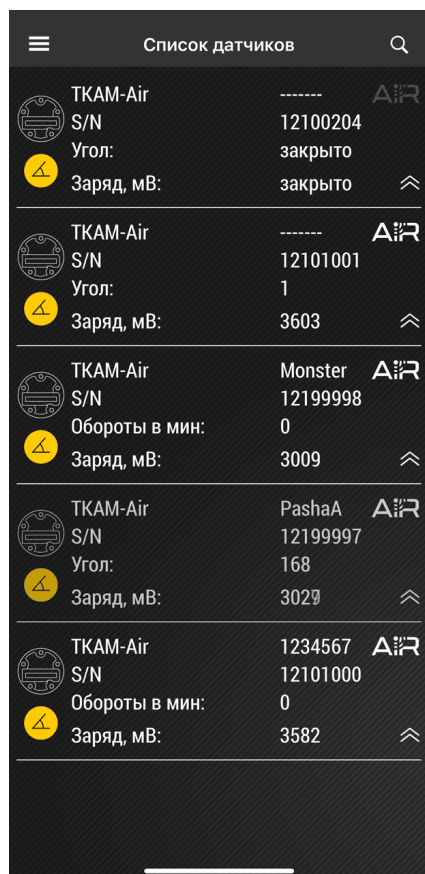 Список датчиков
TKAM-Air ------- AIR
S/N 12100204
Угол: закрыто
Заряд, мВ: закрыто
TKAM-Air ------- AIR
S/N 12101001
Угол: 1
Заряд, мВ: 3603
TKAM-Air Monster AIR
S/N 12199998
Обороты в мин: 0
Заряд, мВ: 3009
TKAM-Air PashaA AIR
S/N 12199997
Угол: 168
Заряд, мВ:
TKAM-Air 1234567 AIR
S/N 12101000
Обороты в мин: 0
Заряд, мВ: 3582